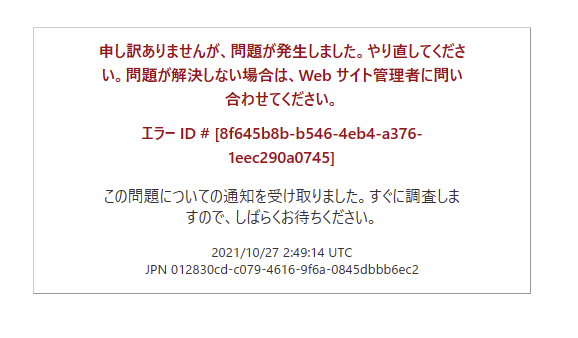 申し訳ありませんが、問題が発生しました。やり直してくださ
い。問題が解決しない場合は、Web サイト管理者に問い
合わせてください。
エラー ID # [8f645b8b-b546-4eb4-a376-
1eec290a0745]
この問題についての通知を受け取りました。すぐに調査しま
すので、しばらくお待ちください。
2021/10/27 2:49:14 UTC
JPN 012830cd-c079-4616-9f6a-0845dbbb6ec2